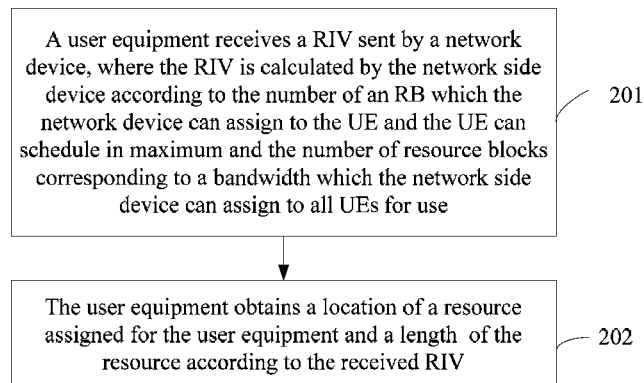 A user equipment receives a RIV sent by a network
device, where the RIV is calculated by the network side
device according to the number of an RB which the
network device can assign to the UE and the UE can
schedule in maximum and the number of resource blocks
corresponding to a bandwidth which the network side
device can assign to all UEs for use
201
The user equipment obtains a location of a resource
assigned for the user equipment and a length of the
resource according to the received RIV
202